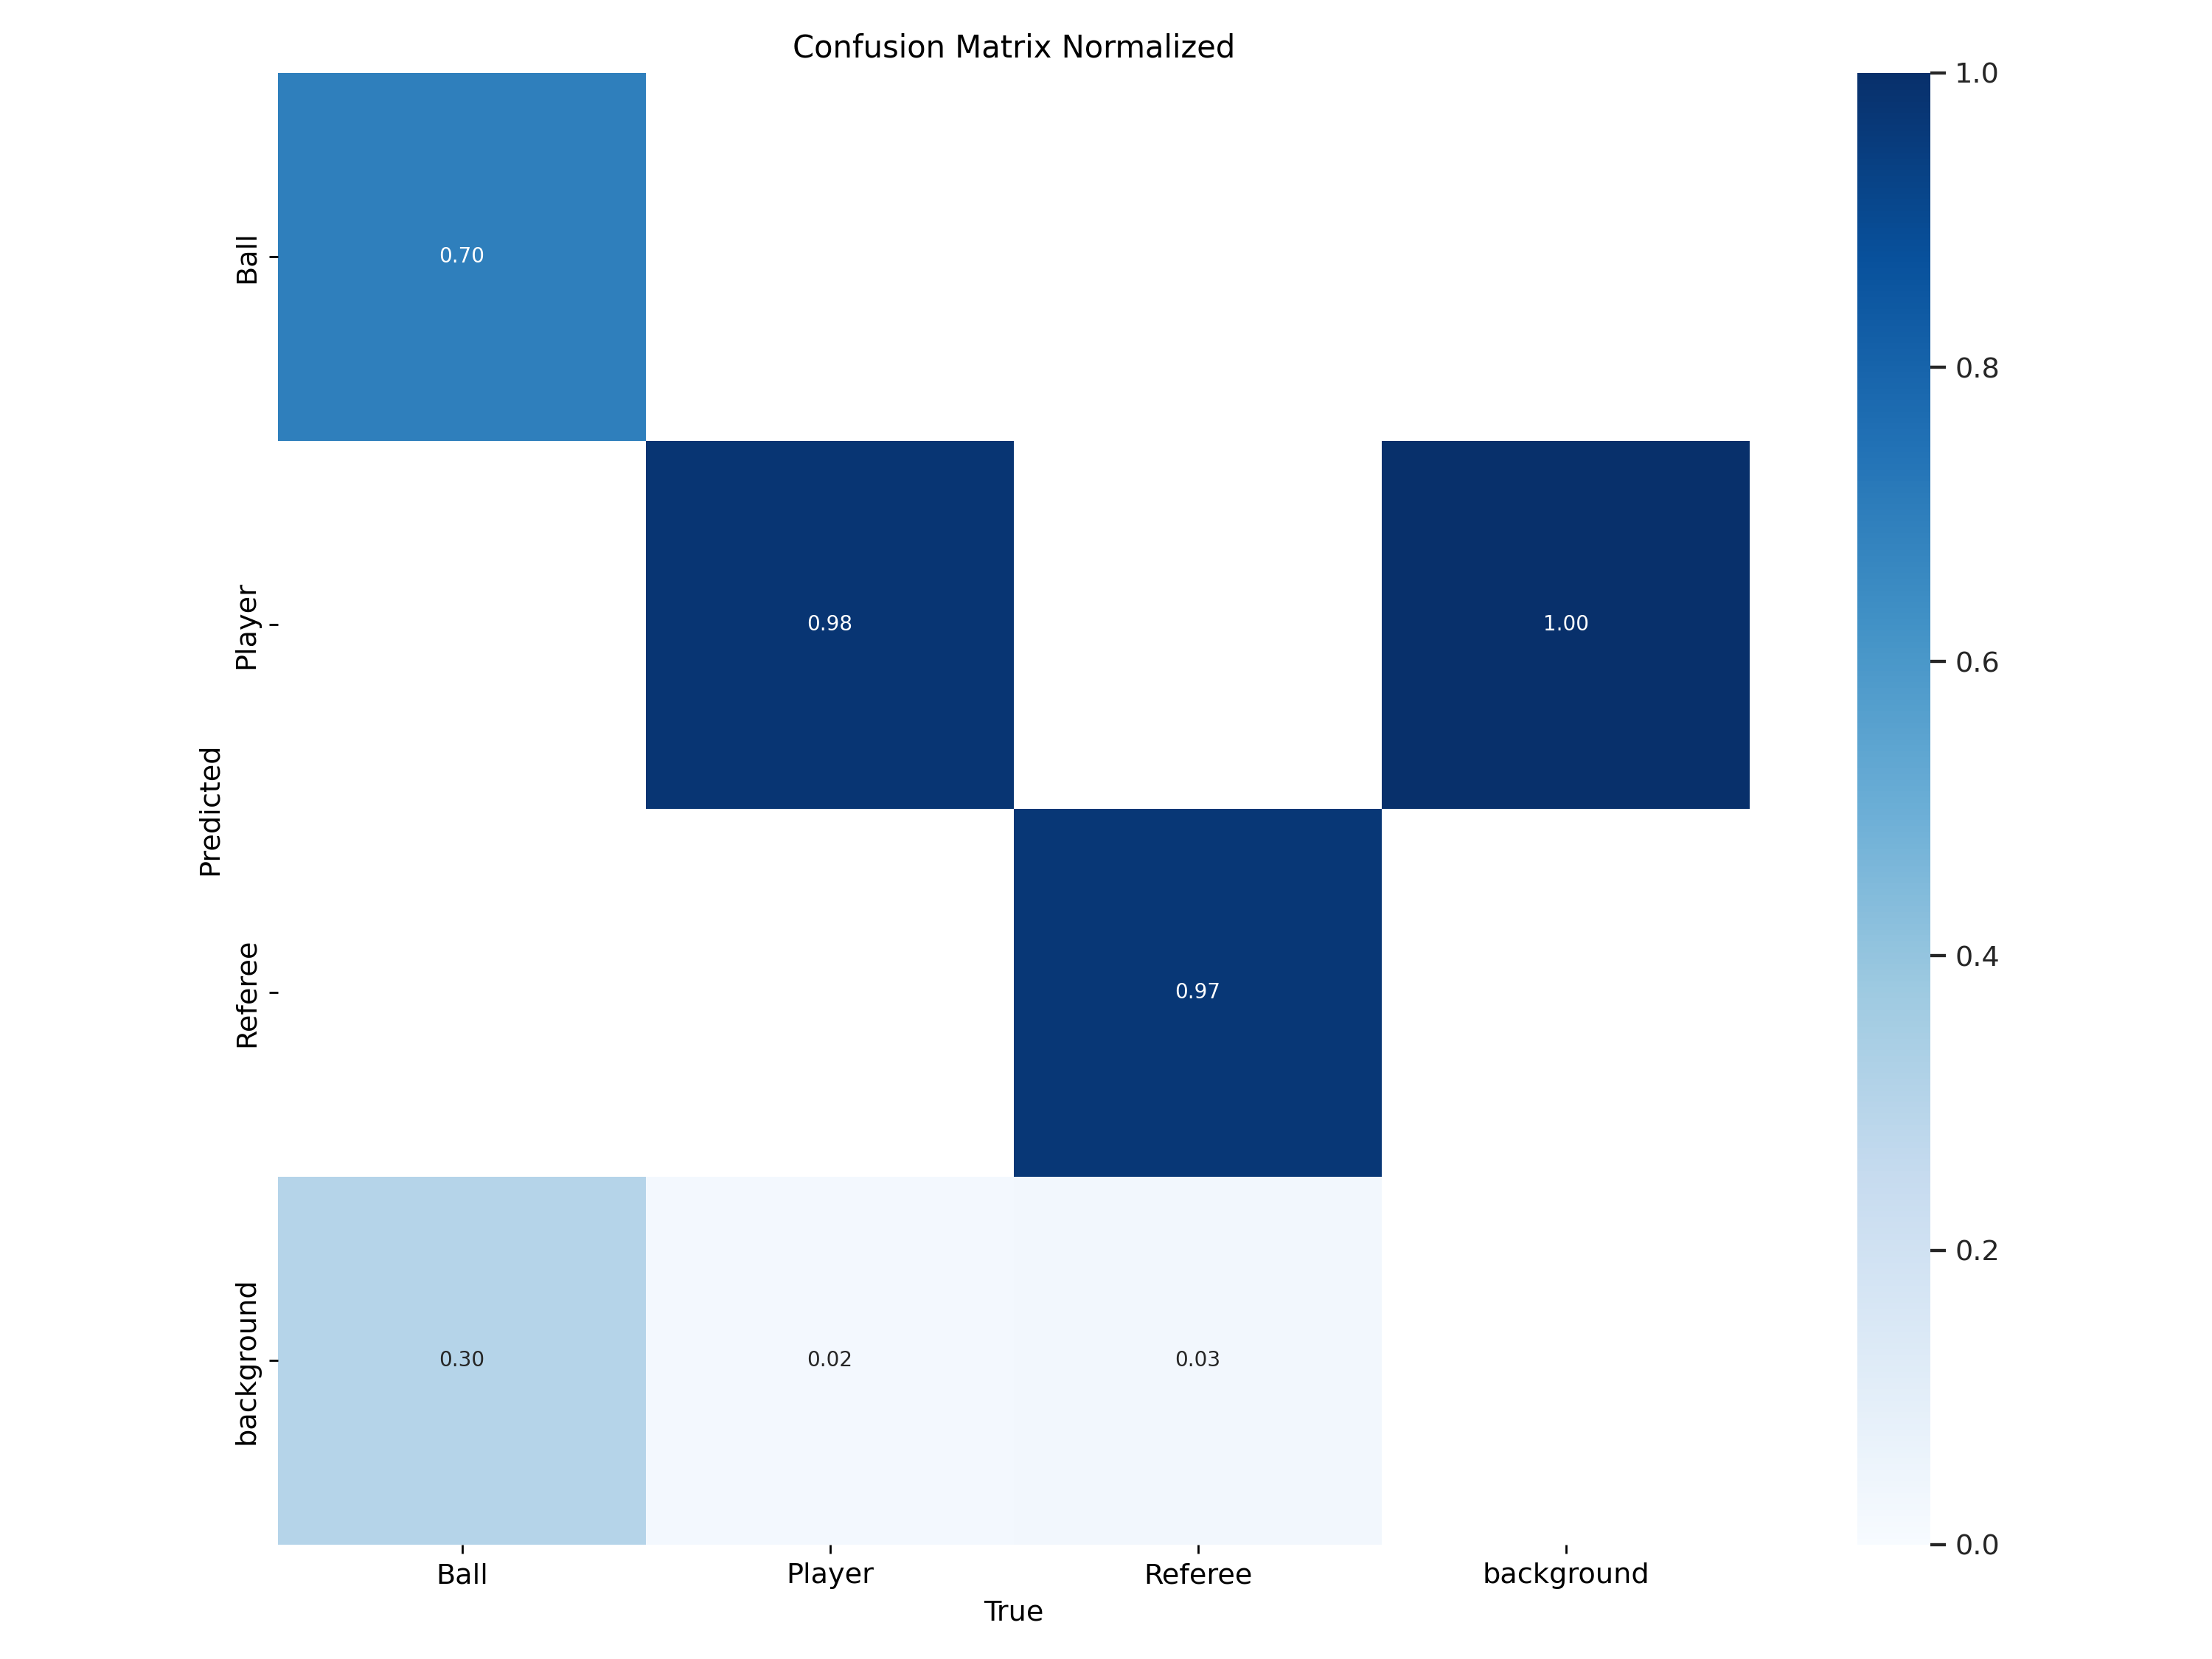 Confusion Matrix Normalized
1.0
Ball
0.70
0.8
Player
0.98
1.00
0.6
Predicted
Referee
0.97
0.4
background
0.30
0.02
0.03
0.2
0.0
Ball
Player
Referee
background
True